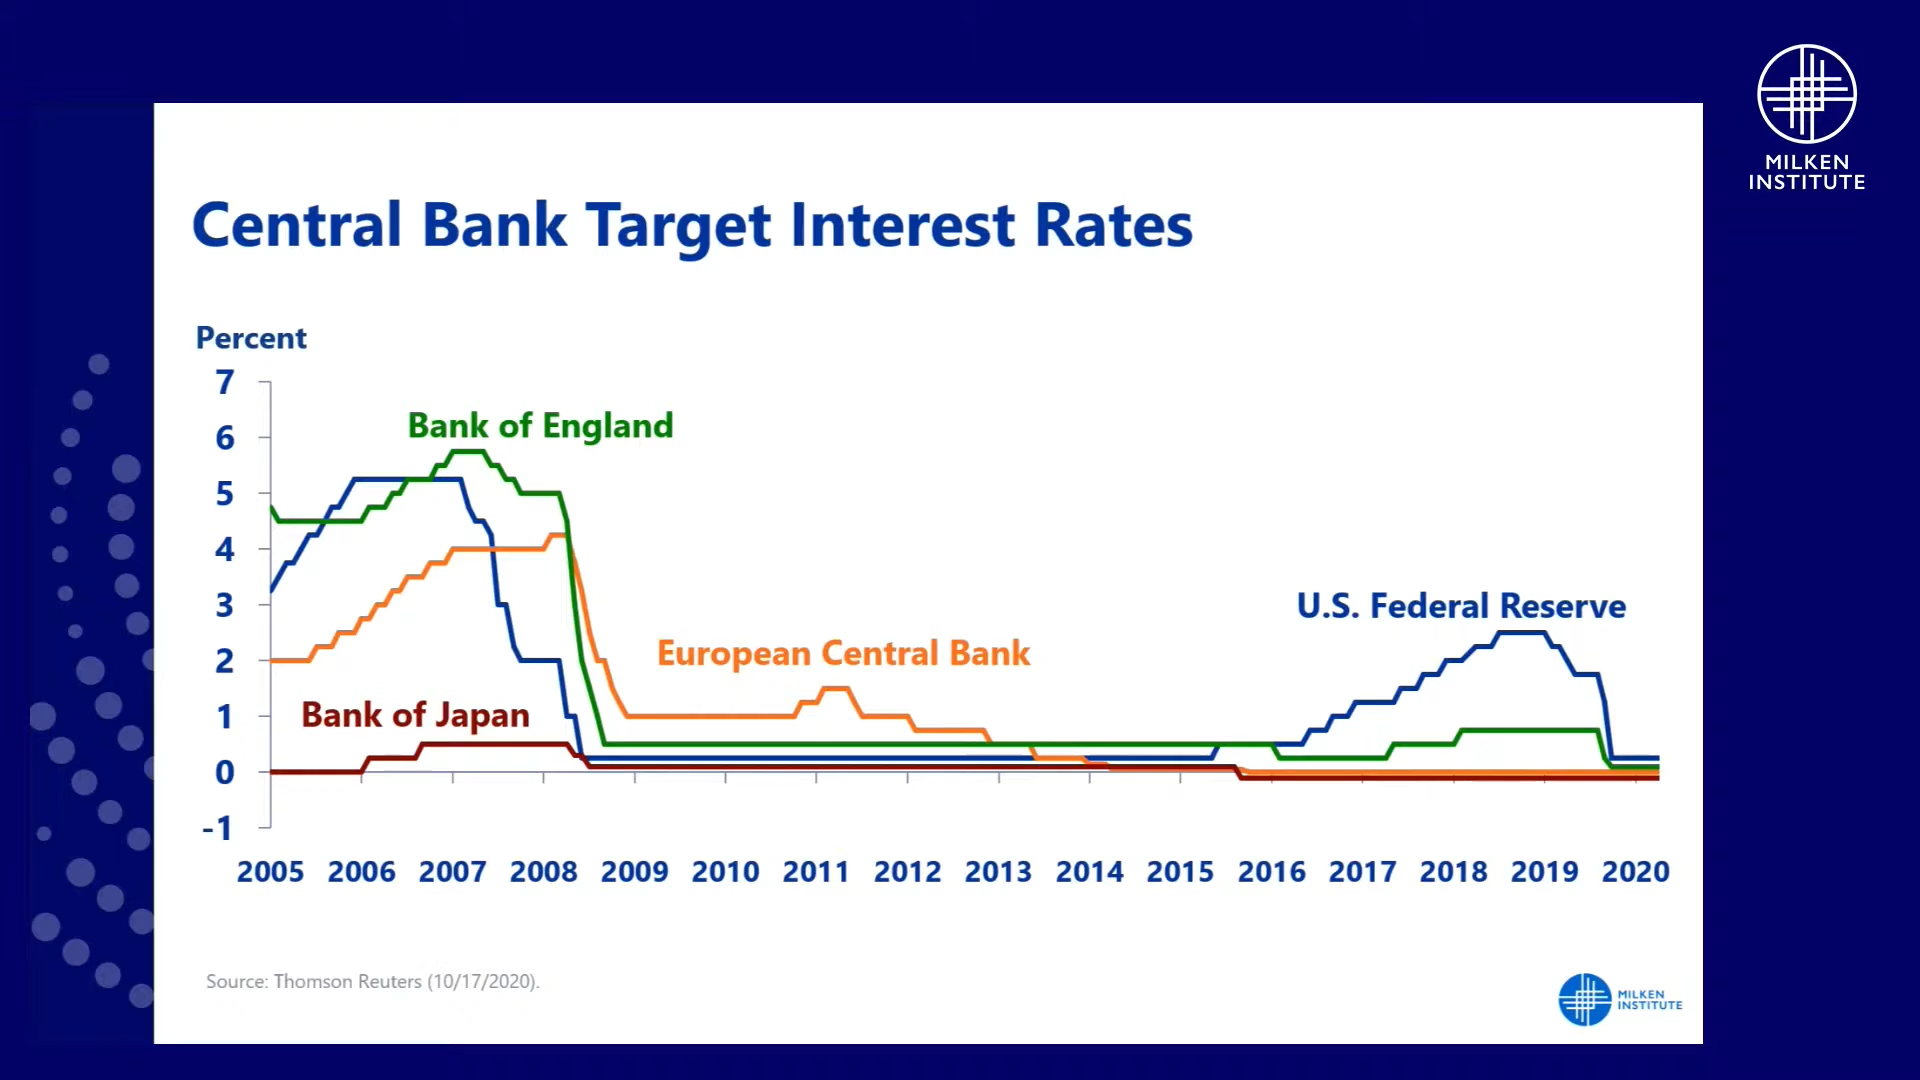 MILKEN
INSTITUTE
Central Bank Target Interest Rates
Percent
7
6
5
4
3
2
1
0
-1
Bank of England
U.S. Federal Reserve
European Central Bank
Bank of Japan
2005 2006 2007 2008 2009 2010 2011 2012 2013 2014 2015 2016 2017 2018 2019 2020
Source: Thomson Reuters (10/17/2020).
MILKEN
INSTITUTE